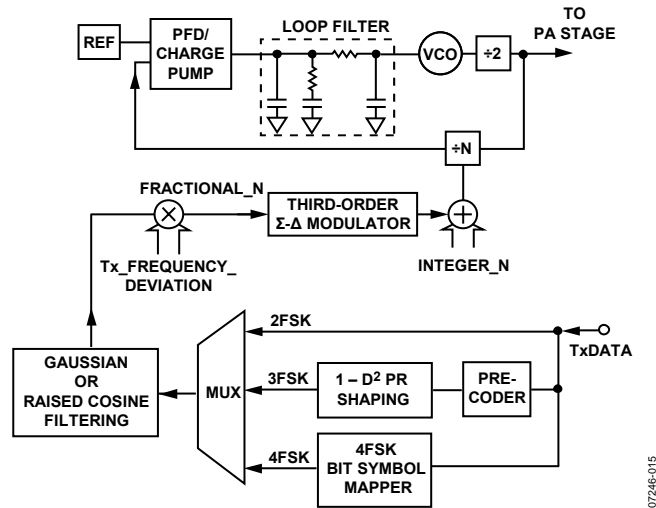 TO
PA STAGE
REF
PFD/
CHARGE
PUMP
LOOP FILTER
VCO
÷2
÷N
FRACTIONAL_N
THIRD-ORDER
Σ-Δ MODULATOR
Tx_FREQUENCY_
DEVIATION
INTEGER_N
GAUSSIAN
OR
RAISED COSINE
FILTERING
MUX
2FSK
TxDATA
3FSK
1 – D2 PR
SHAPING
PRE-
CODER
4FSK
4FSK
BIT SYMBOL
MAPPER
07246-015